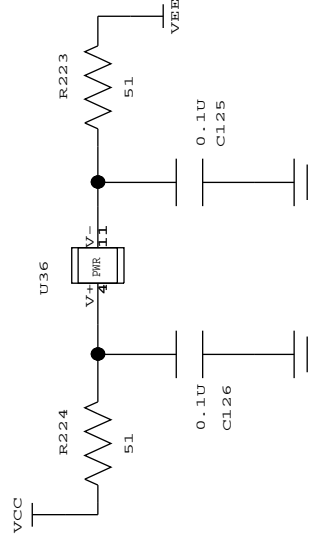 VCC
R224
51
0.1U
C126
U36
V+
4
PWR
V-
11
0.1U
C125
R223
51
VEE